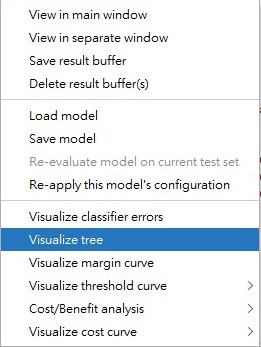 View in main window
View in separate window
Save result buffer
Delete result buffer(s)
Load model
Save model
Re-evaluate model on current test set
Re-apply this model's configuration
Visualize classifier errors
Visualize tree
Visualize margin curve
Visualize threshold curve
Cost/Benefit analysis
Visualize cost curve